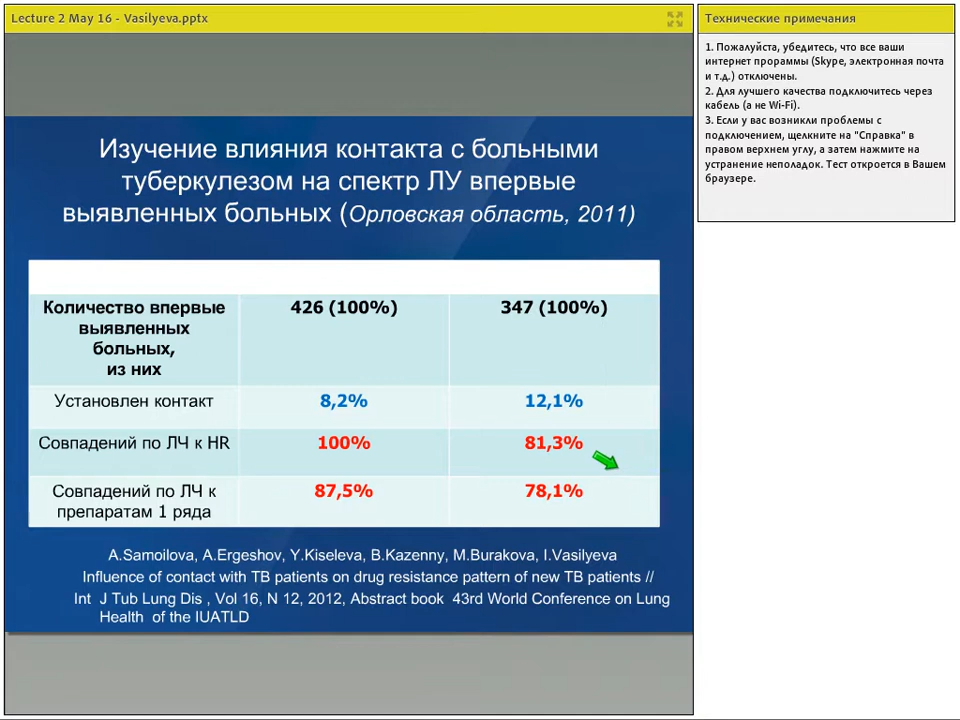 Lecture 2 May 16 - Vasilyeva.pptx
Изучение влияния контакта с больными
туберкулезом на спектр ЛУ впервые
выявленных больных (Орловская область, 2011)
Количество впервые
выявленных
больных,
из них
426 (100%)
347 (100%)
Установлен контакт
8,2%
12,1%
Совпадений по ЛЧ к HR
100%
81,3%
Совпадений по ЛЧ к
препаратам 1 ряда
87,5%
78,1%
A.Samoilova, A.Ergeshov, Y.Kiseleva, B.Kazenny, M.Burakova, I.Vasilyeva
Influence of contact with TB patients on drug resistance pattern of new TB patients //
Int J Tub Lung Dis , Vol 16, N 12, 2012, Abstract book 43rd World Conference on Lung
Health of the IUATLD
Технические примечания
1. Пожалуйста, убедитесь, что все ваши
интернет прораммы (Skype, электронная почта
и т.д.) отключены.
2. Для лучшего качества подключитесь через
кабель (а не Wi-Fi).
3. Если у вас возникли проблемы с
подключением, щелкните на "Справка" в
правом верхнем углу, а затем нажмите на
устранение неполадок. Тест откроется в Вашем
браузере.